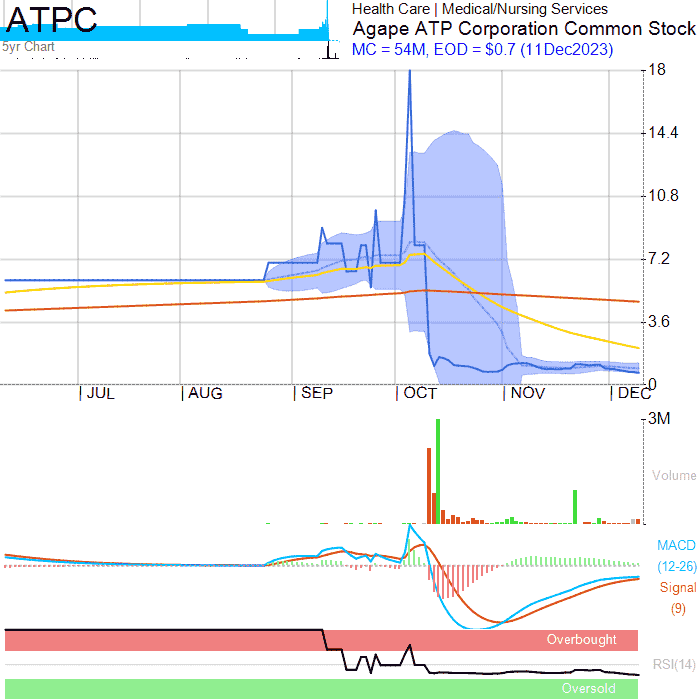 ATPC
Health Care | Medical/Nursing Services
Agape ATP Corporation Common Stock
MC = 54M, EOD = $0.7 (11Dec2023)
5yr Chart
18
14.4
10.8
7.2
3.6
0
JUL AUG SEP OCT NOV DEC
3M
Volume
MACD
(12-26)
Signal
(9)
Overbought
RSI(14)
Oversold